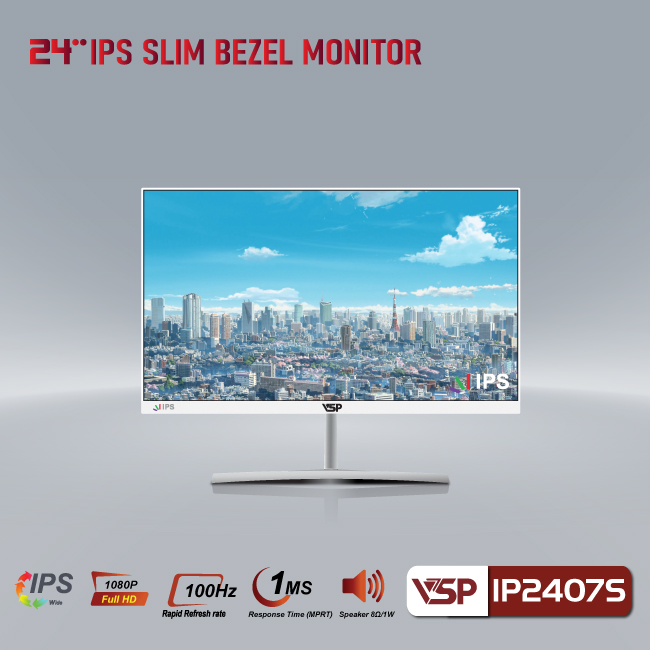 24" IPS SLIM BEZEL MONITOR
IPS
IPS
VSP
IPS
Wide
1080P
Full HD
100Hz
Rapid Refresh rate
1MS
Response Time (MPRT)
Speaker 8Ω/1W
VSP
IP2407S